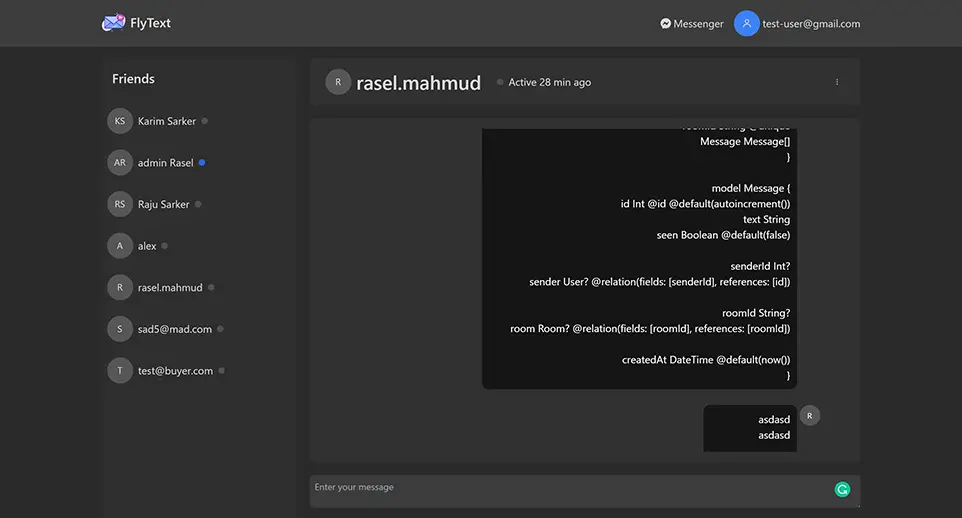 FlyText
Messenger
test-user@gmail.com
Friends
KS Karim Sarker
AR admin Rasel
RS Raju Sarker
A alex
R rasel.mahmud
S sad5@mad.com
T test@buyer.com
R rasel.mahmud Active 28 min ago
roomId String @unique
Message Message[]
}
model Message {
id Int @id @default(autoincrement())
text String
seen Boolean @default(false)
senderId Int?
sender User? @relation(fields: [senderId], references: [id])
roomId String?
room Room? @relation(fields: [roomId], references: [roomId])
createdAt DateTime @default(now())
}
asdasd
asdasd
R
Enter your message